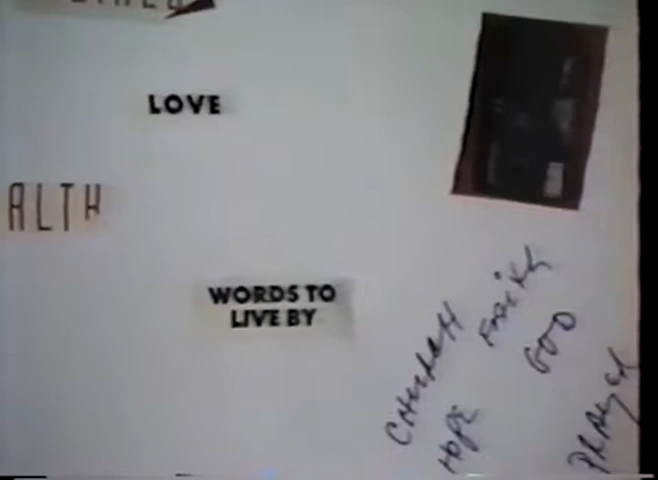 LOVE
ALTH
WORDS TO
LIVE BY
FAITH
CHURCH
GOD
HOPE
PRAYER